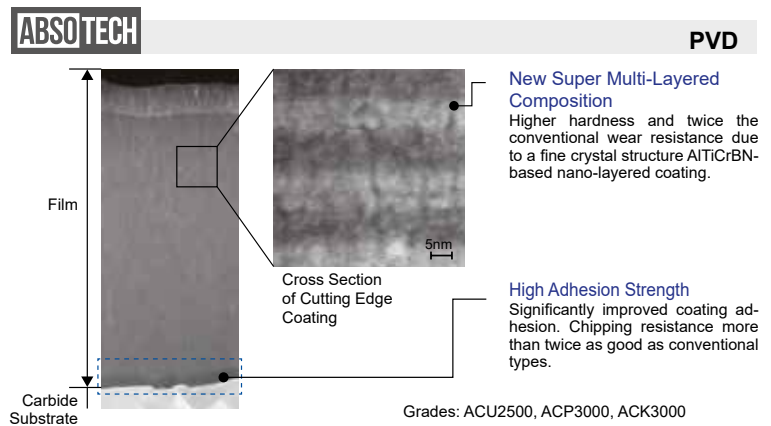 ABSOTECH
PVD
New Super Multi-Layered
Composition
Higher hardness and twice the
conventional wear resistance due
to a fine crystal structure AlTiCrBN-
based nano-layered coating.
Film
5nm
Cross Section
of Cutting Edge
Coating
High Adhesion Strength
Significantly improved coating ad-
hesion. Chipping resistance more
than twice as good as conventional
types.
Carbide
Substrate
Grades: ACU2500, ACP3000, ACK3000